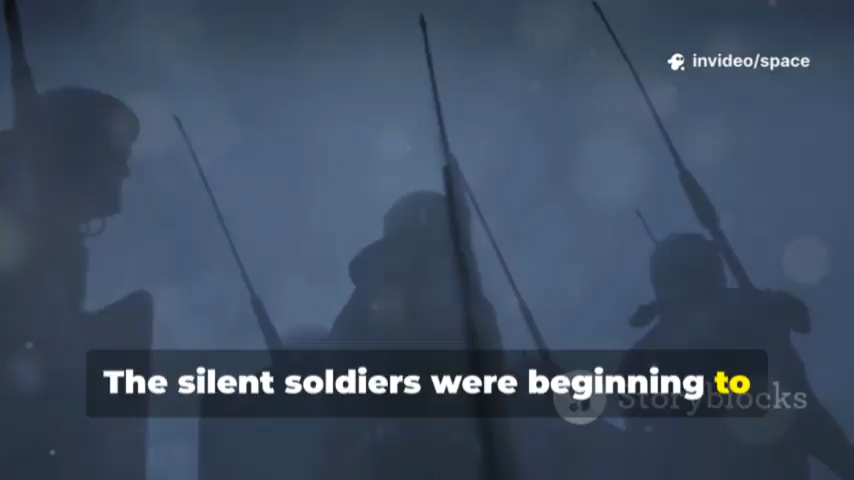 invideo/space
The silent soldiers were beginning to
Storyblocks